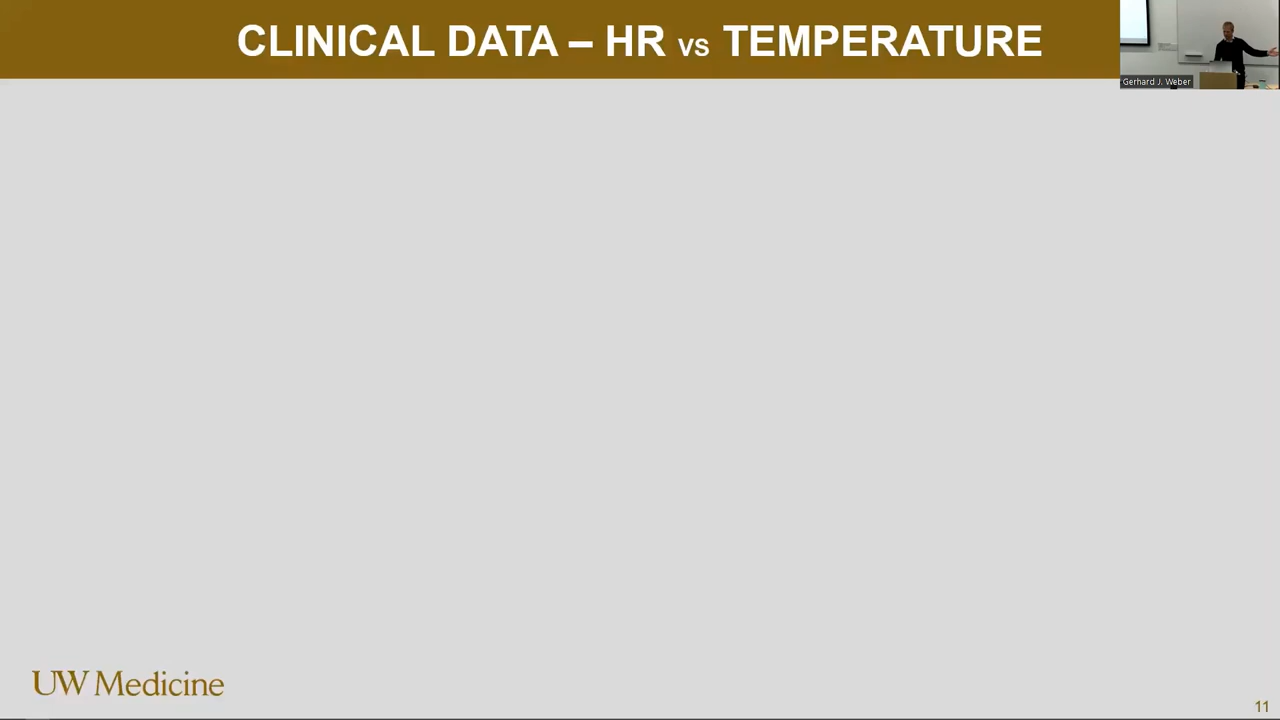 CLINICAL DATA – HR vs TEMPERATURE
Gerhard J. Weber
UW Medicine
11